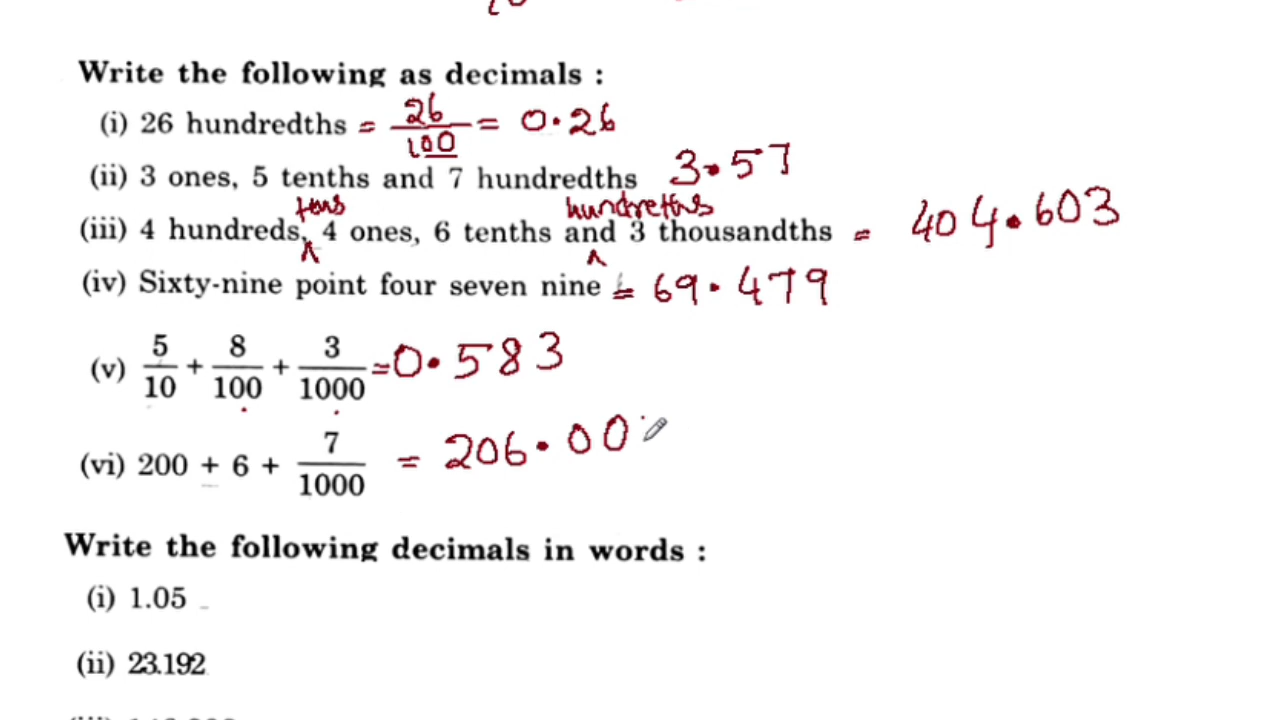 Write the following as decimals :
(i) 26 hundredths = 26/100 = 0.26
(ii) 3 ones, 5 tenths and 7 hundredths 3.57
tens hundredths
(iii) 4 hundreds, 4 ones, 6 tenths and 3 thousandths = 404.603
(iv) Sixty-nine point four seven nine = 69.479
(v) 5/10 + 8/100 + 3/1000 = 0.583
(vi) 200 + 6 + 7/1000 = 206.00
Write the following decimals in words :
(i) 1.05
(ii) 23.192